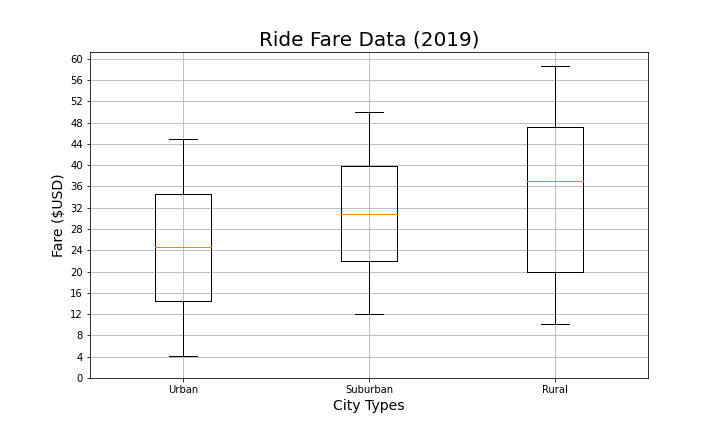 Ride Fare Data (2019)
60
56
52
48
44
40
36
32
28
24
20
16
12
8
4
0
Fare ($USD)
Urban
Suburban
Rural
City Types